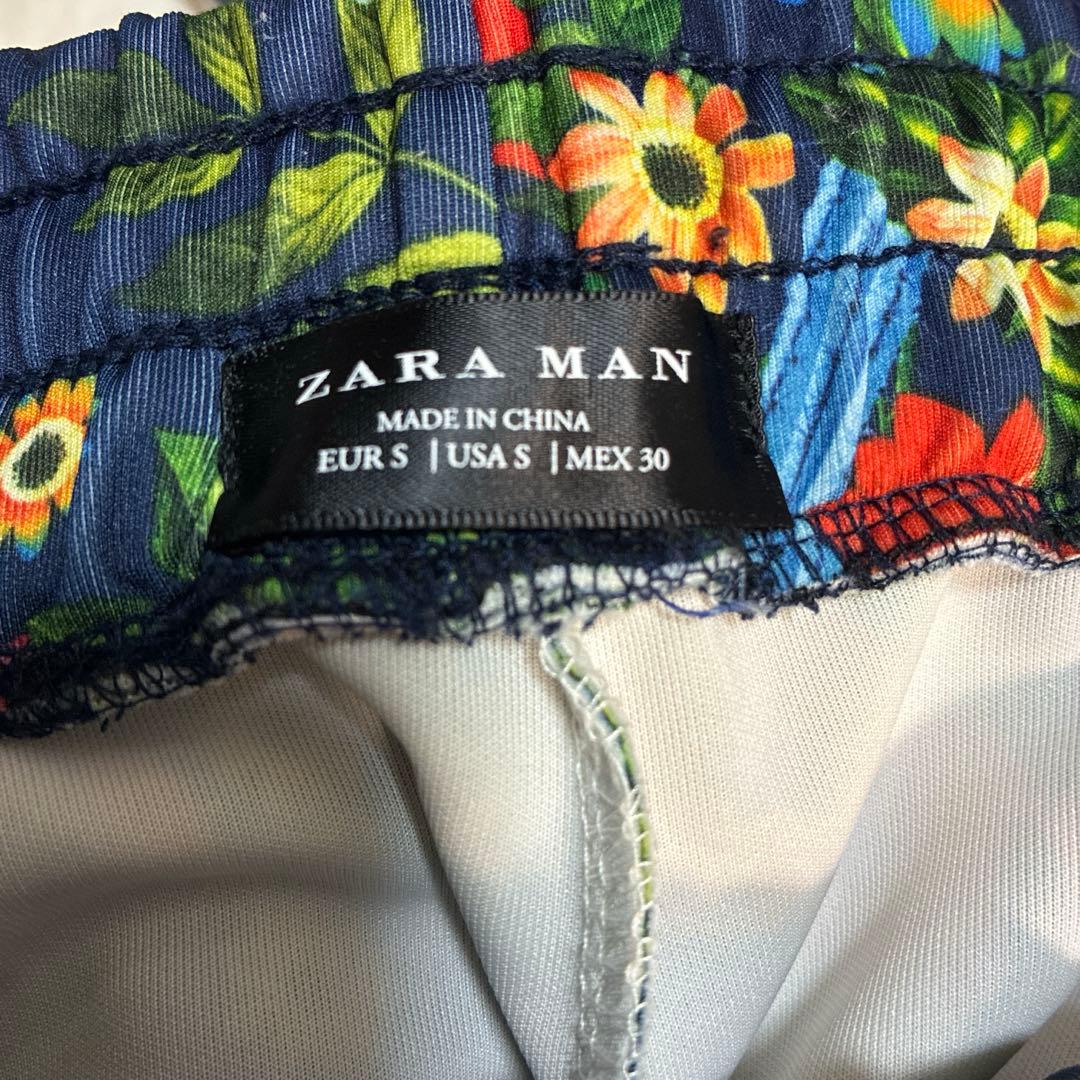 ZARA MAN
MADE IN CHINA
EUR S | USA S | MEX 30